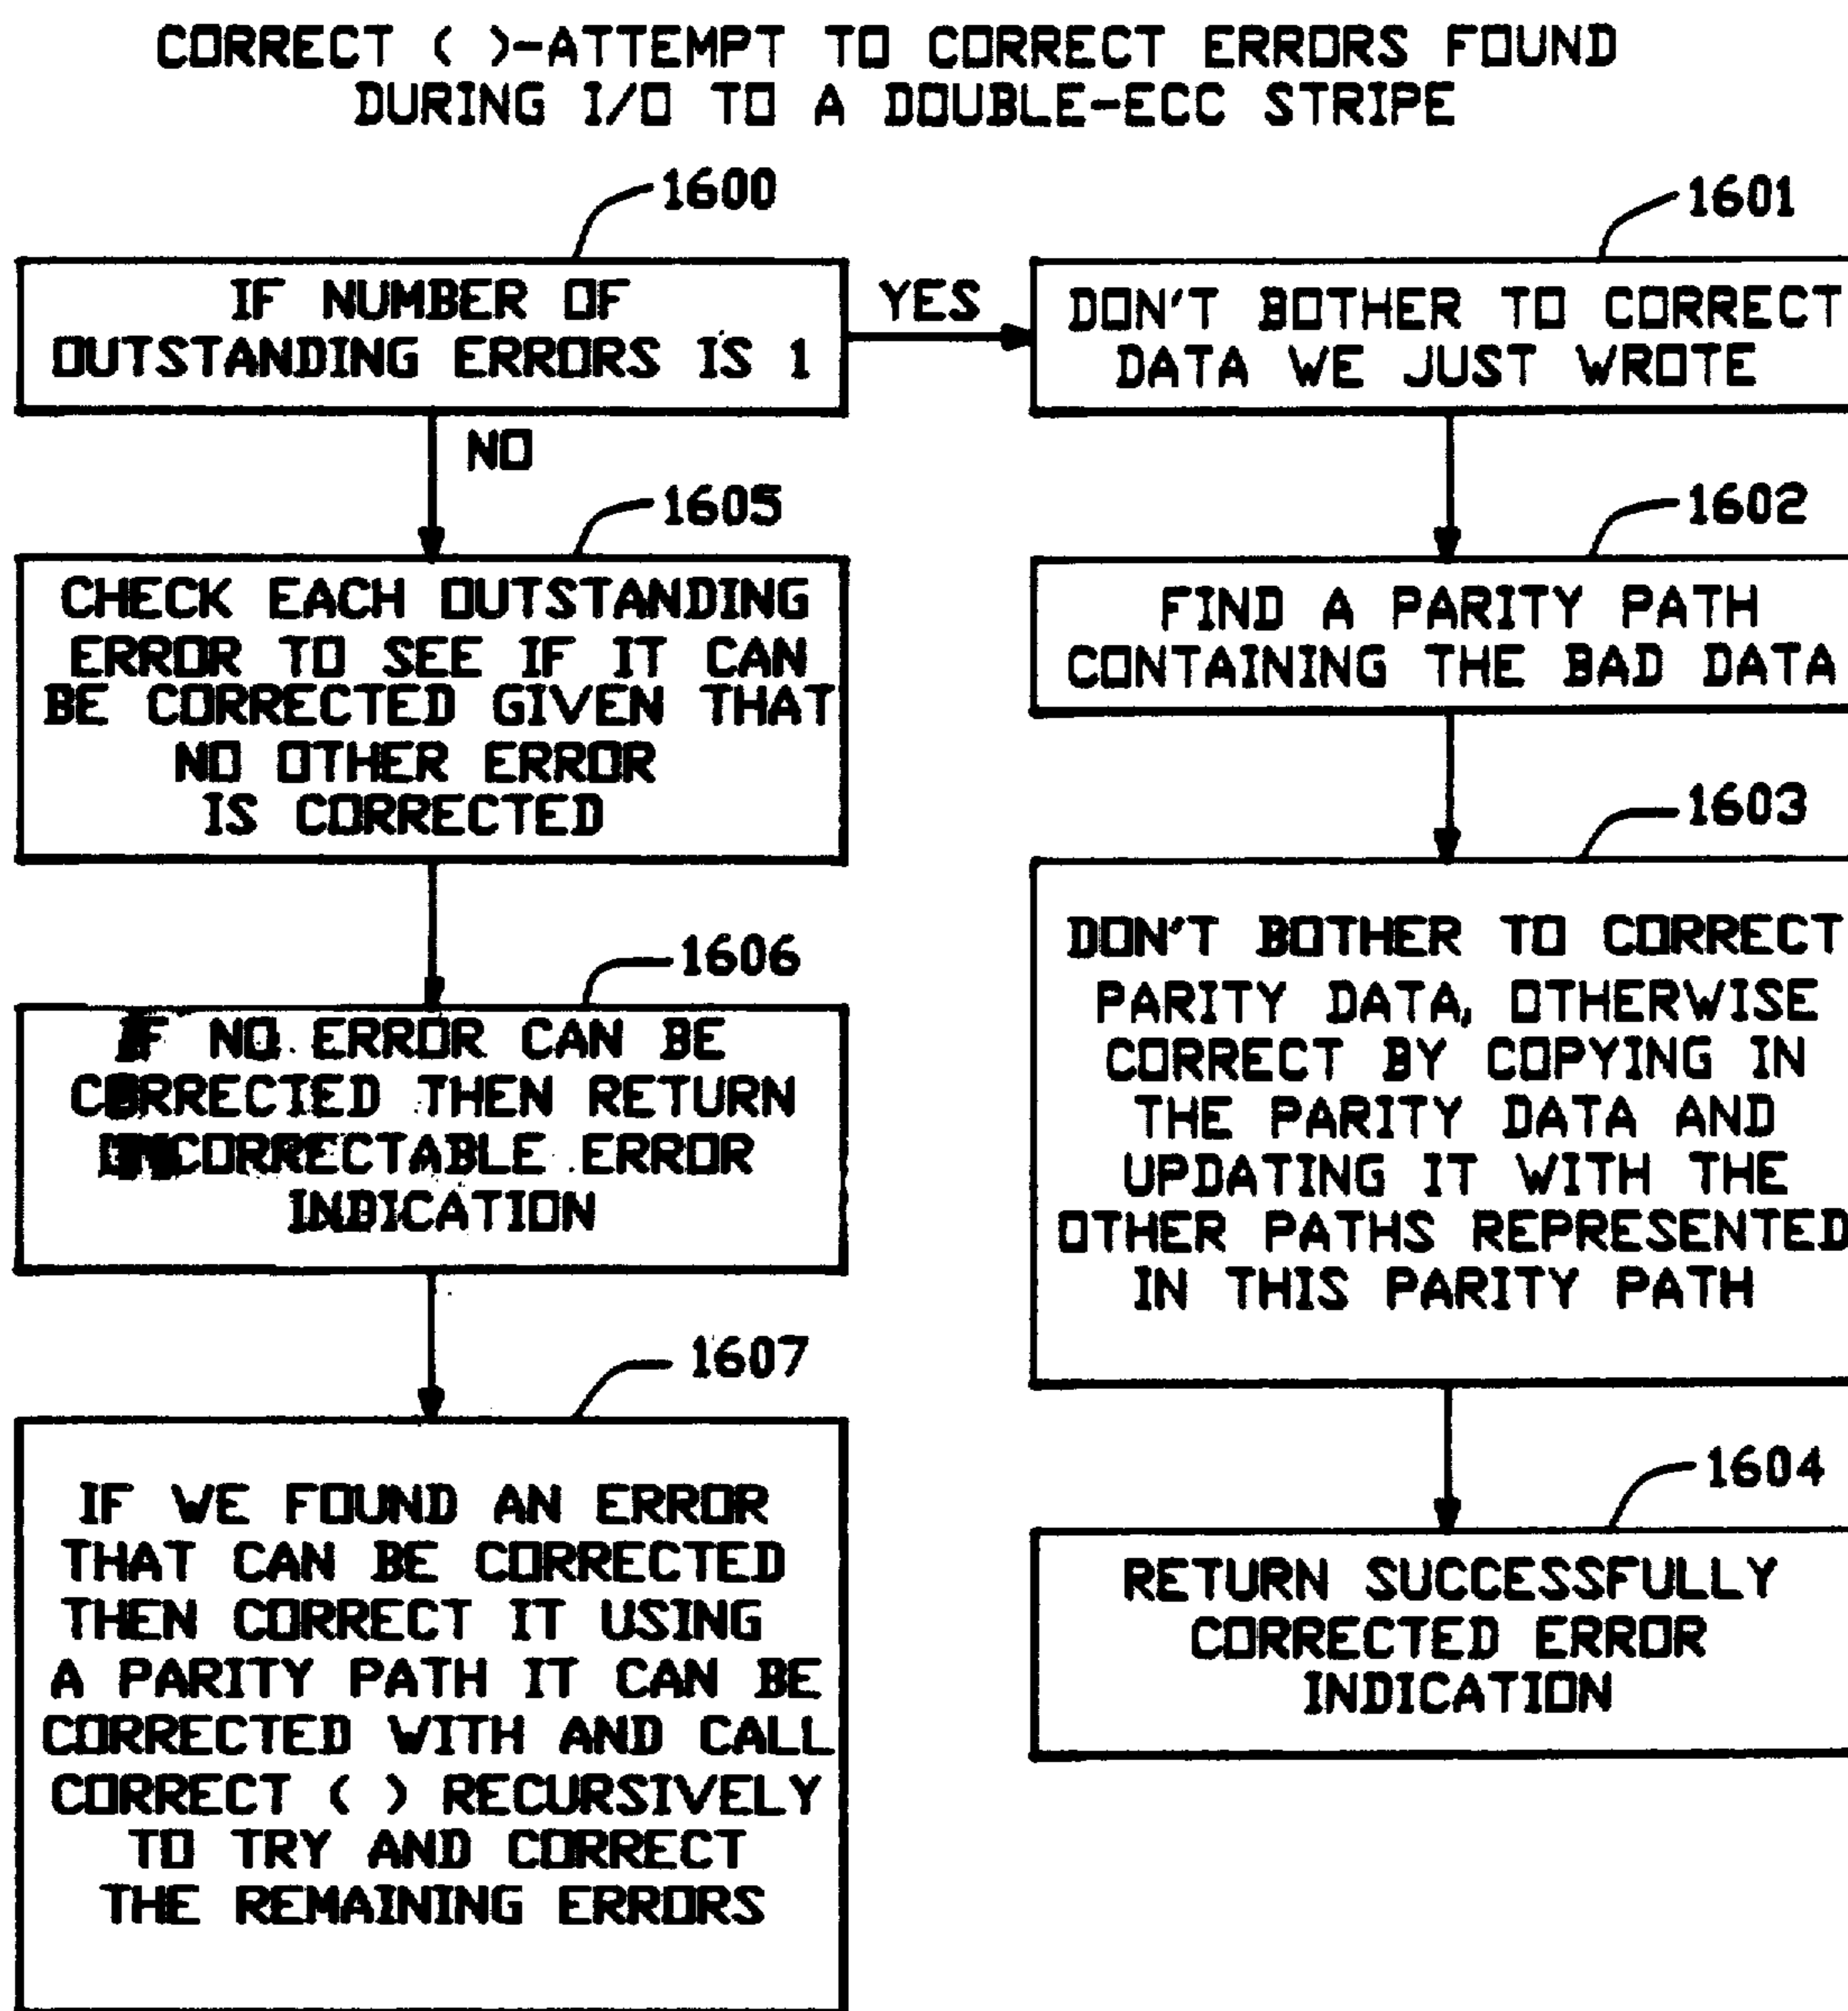 CORRECT ( )-ATTEMPT TO CORRECT ERRORS FOUND
DURING I/O TO A DOUBLE-ECC STRIPE
1600
IF NUMBER OF
OUTSTANDING ERRORS IS 1
YES
NO
1601
DON'T BOTHER TO CORRECT
DATA WE JUST WROTE
1602
FIND A PARITY PATH
CONTAINING THE BAD DATA
1603
DON'T BOTHER TO CORRECT
PARITY DATA, OTHERWISE
CORRECT BY COPYING IN
THE PARITY DATA AND
UPDATING IT WITH THE
OTHER PATHS REPRESENTED
IN THIS PARITY PATH
1604
RETURN SUCCESSFULLY
CORRECTED ERROR
INDICATION
1605
CHECK EACH OUTSTANDING
ERROR TO SEE IF IT CAN
BE CORRECTED GIVEN THAT
NO OTHER ERROR
IS CORRECTED
1606
IF NO ERROR CAN BE
CORRECTED THEN RETURN
ERROR
INDICATION
1607
IF WE FOUND AN ERROR
THAT CAN BE CORRECTED
THEN CORRECT IT USING
A PARITY PATH IT CAN BE
CORRECTED WITH AND CALL
CORRECT ( ) RECURSIVELY
TO TRY AND CORRECT
THE REMAINING ERRORS